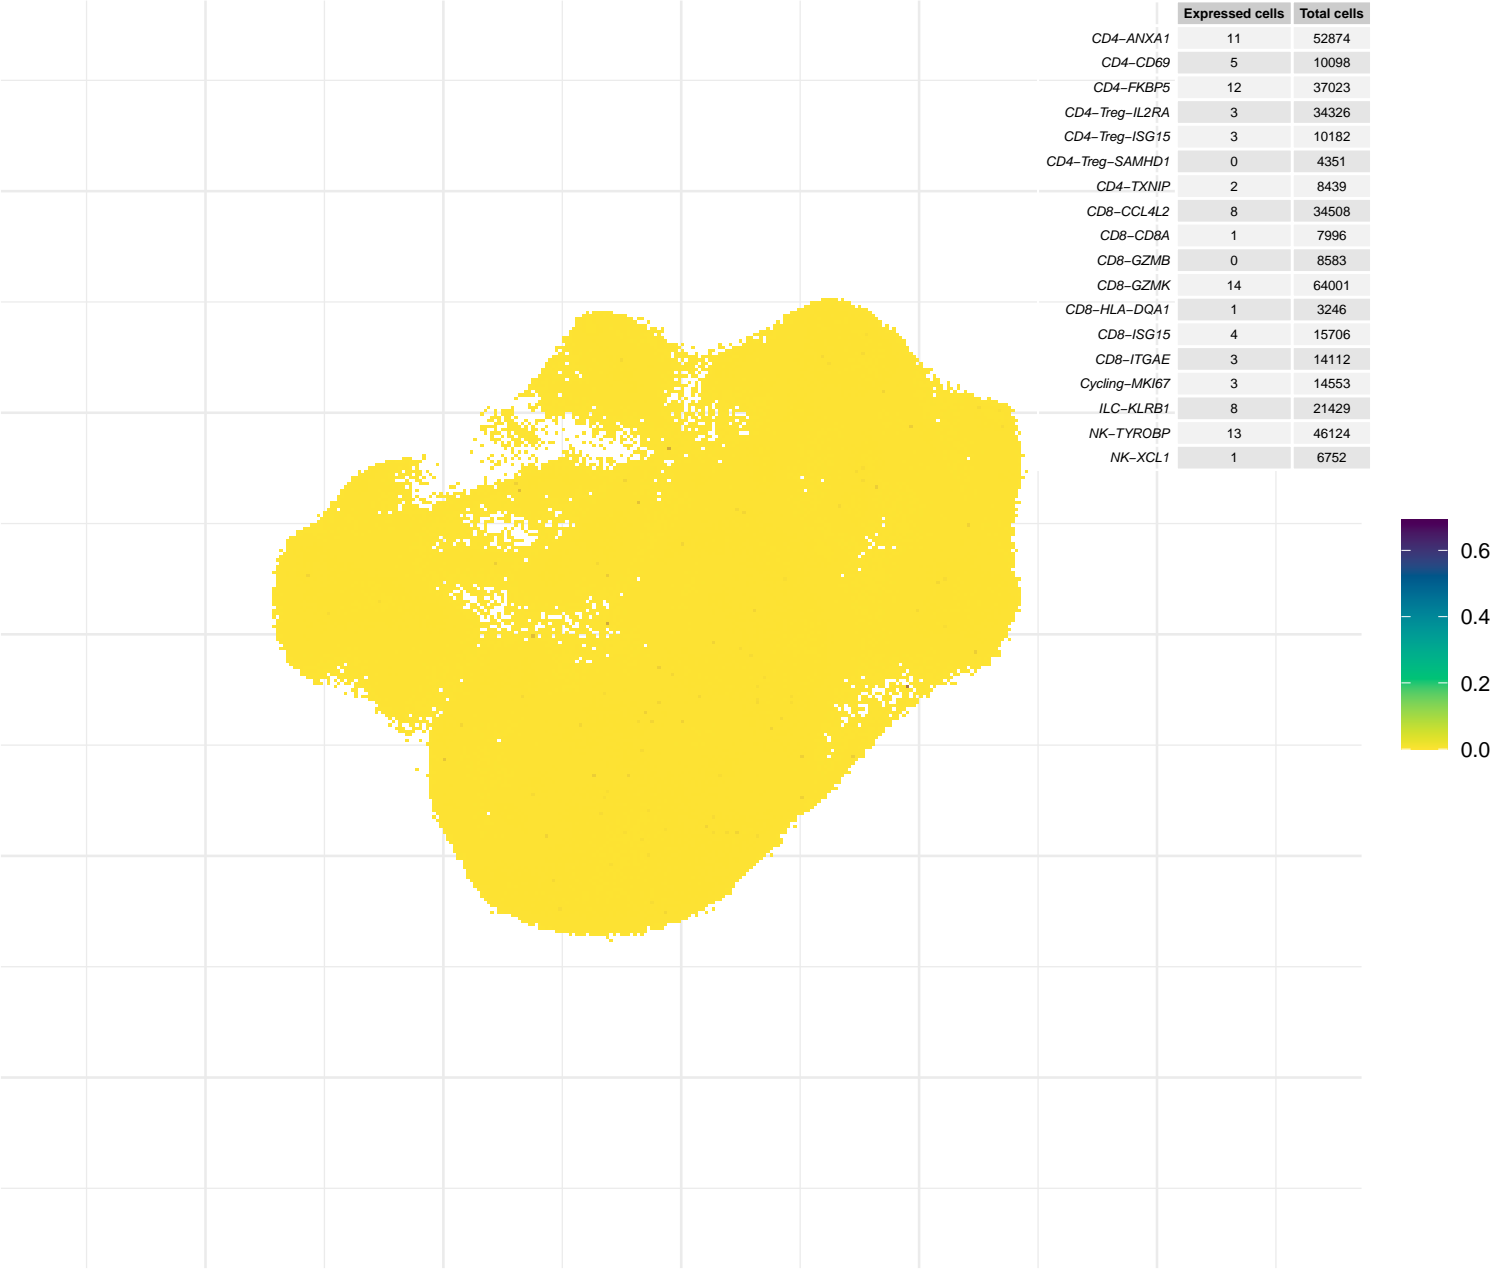 Expressed cells Total cells
CD4−ANXA1 11 52874
CD4−CD69 5 10098
CD4−FKBP5 12 37023
CD4−Treg−IL2RA 3 34326
CD4−Treg−ISG15 3 10182
CD4−Treg−SAMHD1 0 4351
CD4−TXNIP 2 8439
CD8−CCL4L2 8 34508
CD8−CD8A 1 7996
CD8−GZMB 0 8583
CD8−GZMK 14 64001
CD8−HLA−DQA1 1 3246
CD8−ISG15 4 15706
CD8−ITGAE 3 14112
Cycling−MKI67 3 14553
ILC−KLRB1 8 21429
NK−TYROBP 13 46124
NK−XCL1 1 6752
0.6
0.4
0.2
0.0